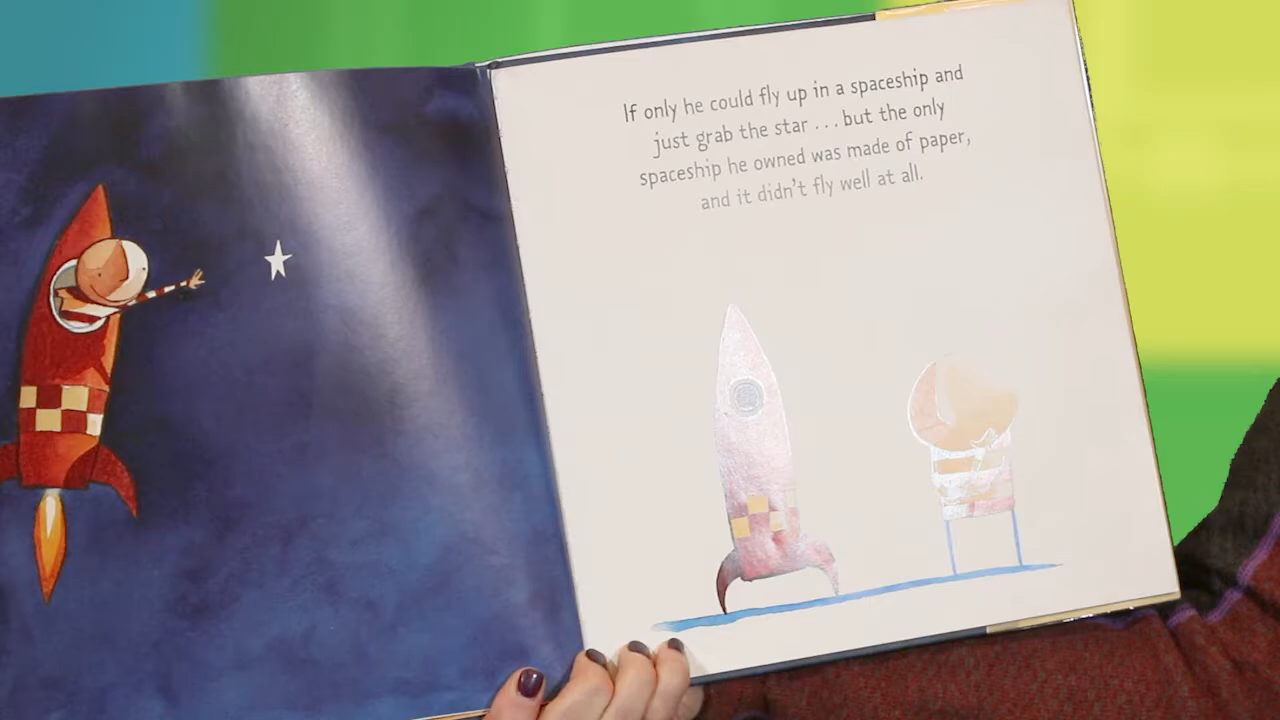 If only he could fly up in a spaceship and
just grab the star . . . but the only
spaceship he owned was made of paper,
and it didn't fly well at all.